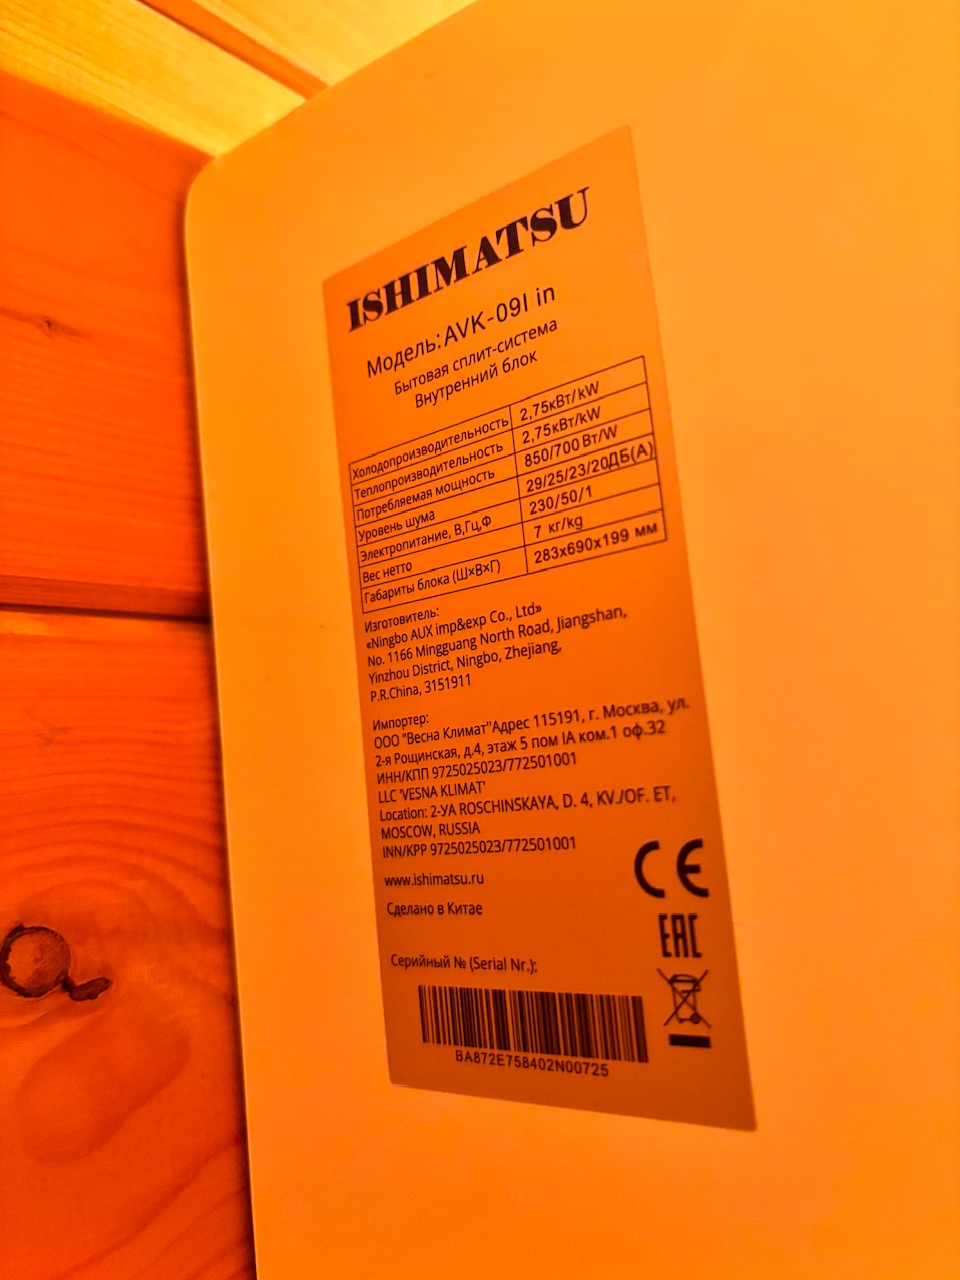 ISHIMATSU
Модель: AVK-09I in
Бытовая сплит-система
Внутренний блок
Холодопроизводительность 2,75кВт/kW
Теплопроизводительность 2,75кВт/kW
Потребляемая мощность 850/700 Вт/W
Уровень шума 29/25/23/20ДБ(А)
Электропитание, В,Гц,Ф 230/50/1
Вес нетто 7 кг/kg
Габариты блока (Ш×В×Г) 283x690x199 мм
Изготовитель:
«Ningbo AUX imp&exp Co., Ltd»
No. 1166 Mingguang North Road, Jiangshan,
Yinzhou District, Ningbo, Zhejiang,
P.R.China, 3151911
Импортер:
ООО "Весна Климат"Адрес 115191, г. Москва, ул.
2-я Рощинская, д.4, этаж 5 пом IА ком.1 оф.32
ИНН/КПП 9725025023/772501001
LLC 'VESNA KLIMAT'
Location: 2-YA ROSCHINSKAYA, D. 4, KV./OF. ET,
MOSCOW, RUSSIA
INN/KPP 9725025023/772501001
www.ishimatsu.ru
Сделано в Китае
CE
EAC
Серийный № (Serial Nr.);
BA872E758402N00725